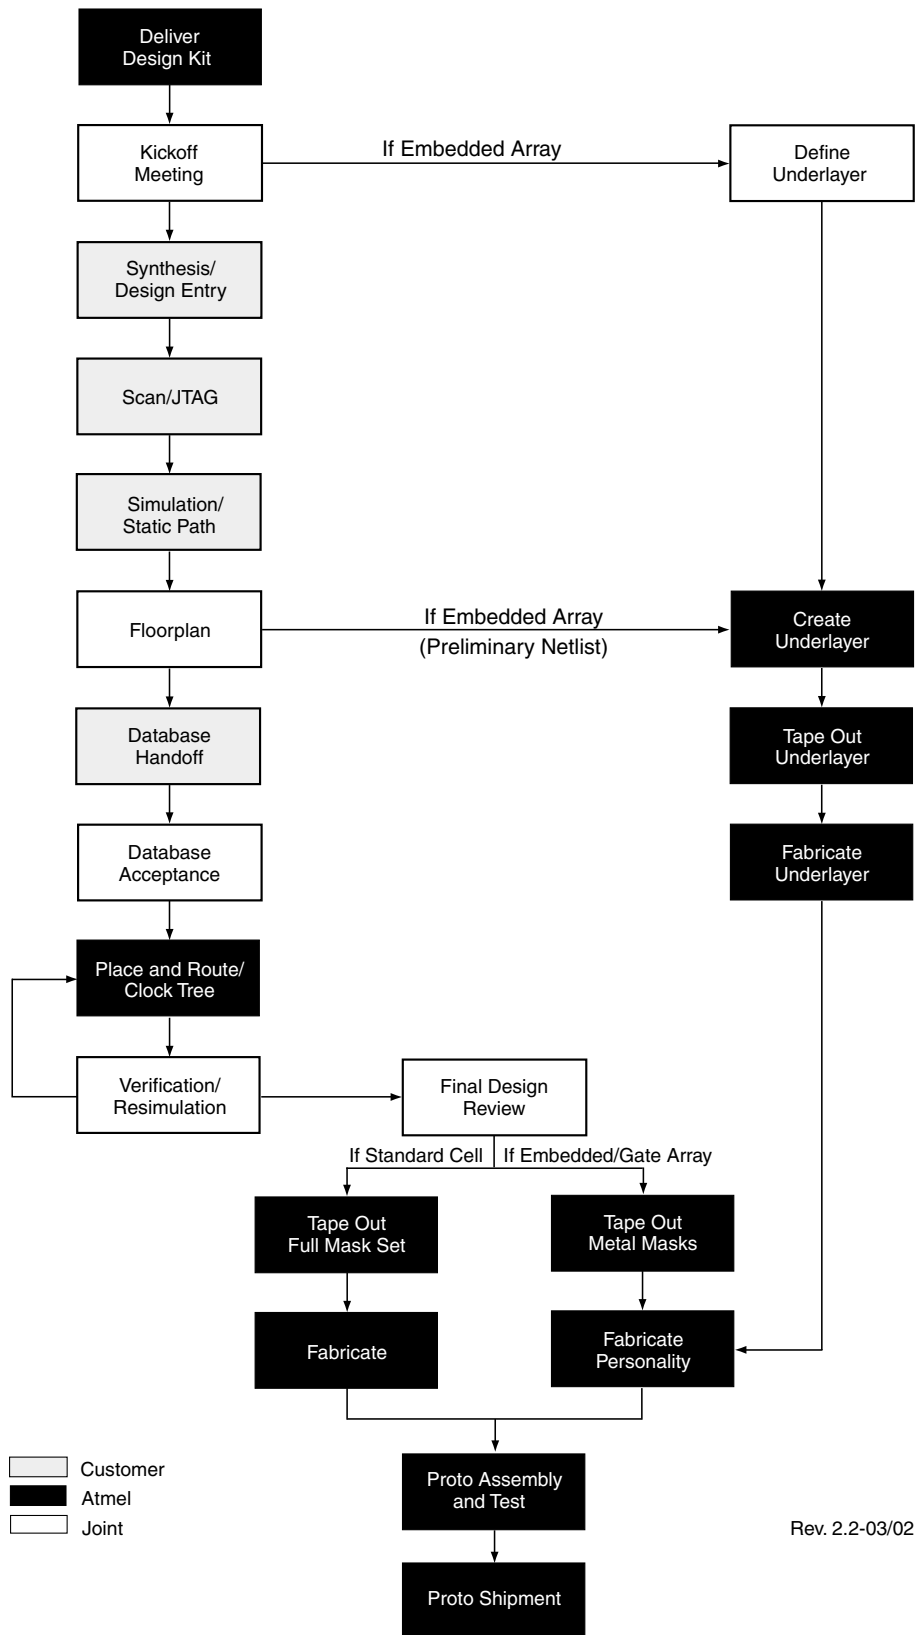 Deliver
Design Kit
Kickoff
Meeting
If Embedded Array
Define
Underlayer
Synthesis/
Design Entry
Scan/JTAG
Simulation/
Static Path
Floorplan
If Embedded Array
(Preliminary Netlist)
Create
Underlayer
Database
Handoff
Tape Out
Underlayer
Database
Acceptance
Fabricate
Underlayer
Place and Route/
Clock Tree
Verification/
Resimulation
Final Design
Review
If Standard Cell
If Embedded/Gate Array
Tape Out
Full Mask Set
Tape Out
Metal Masks
Fabricate
Fabricate
Personality
Customer
Atmel
Joint
Proto Assembly
and Test
Rev. 2.2-03/02
Proto Shipment